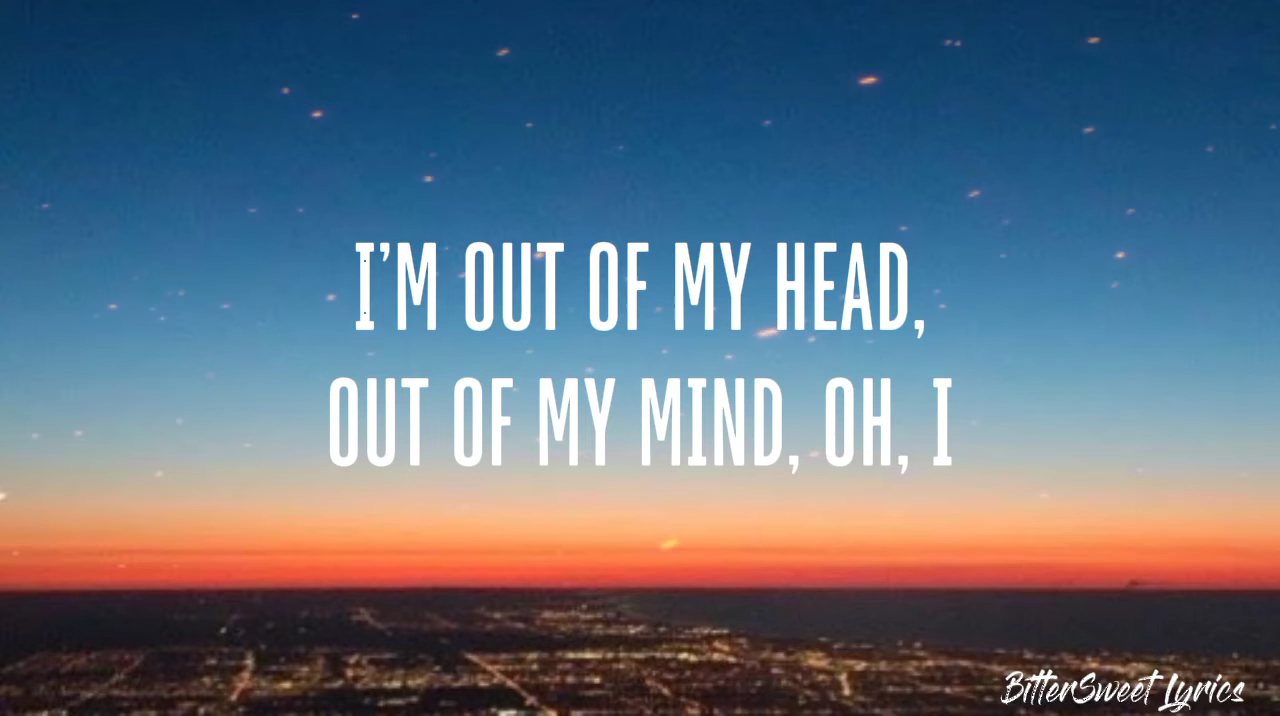 I'M OUT OF MY HEAD,
OUT OF MY MIND, OH, I
BitterSweet Lyrics